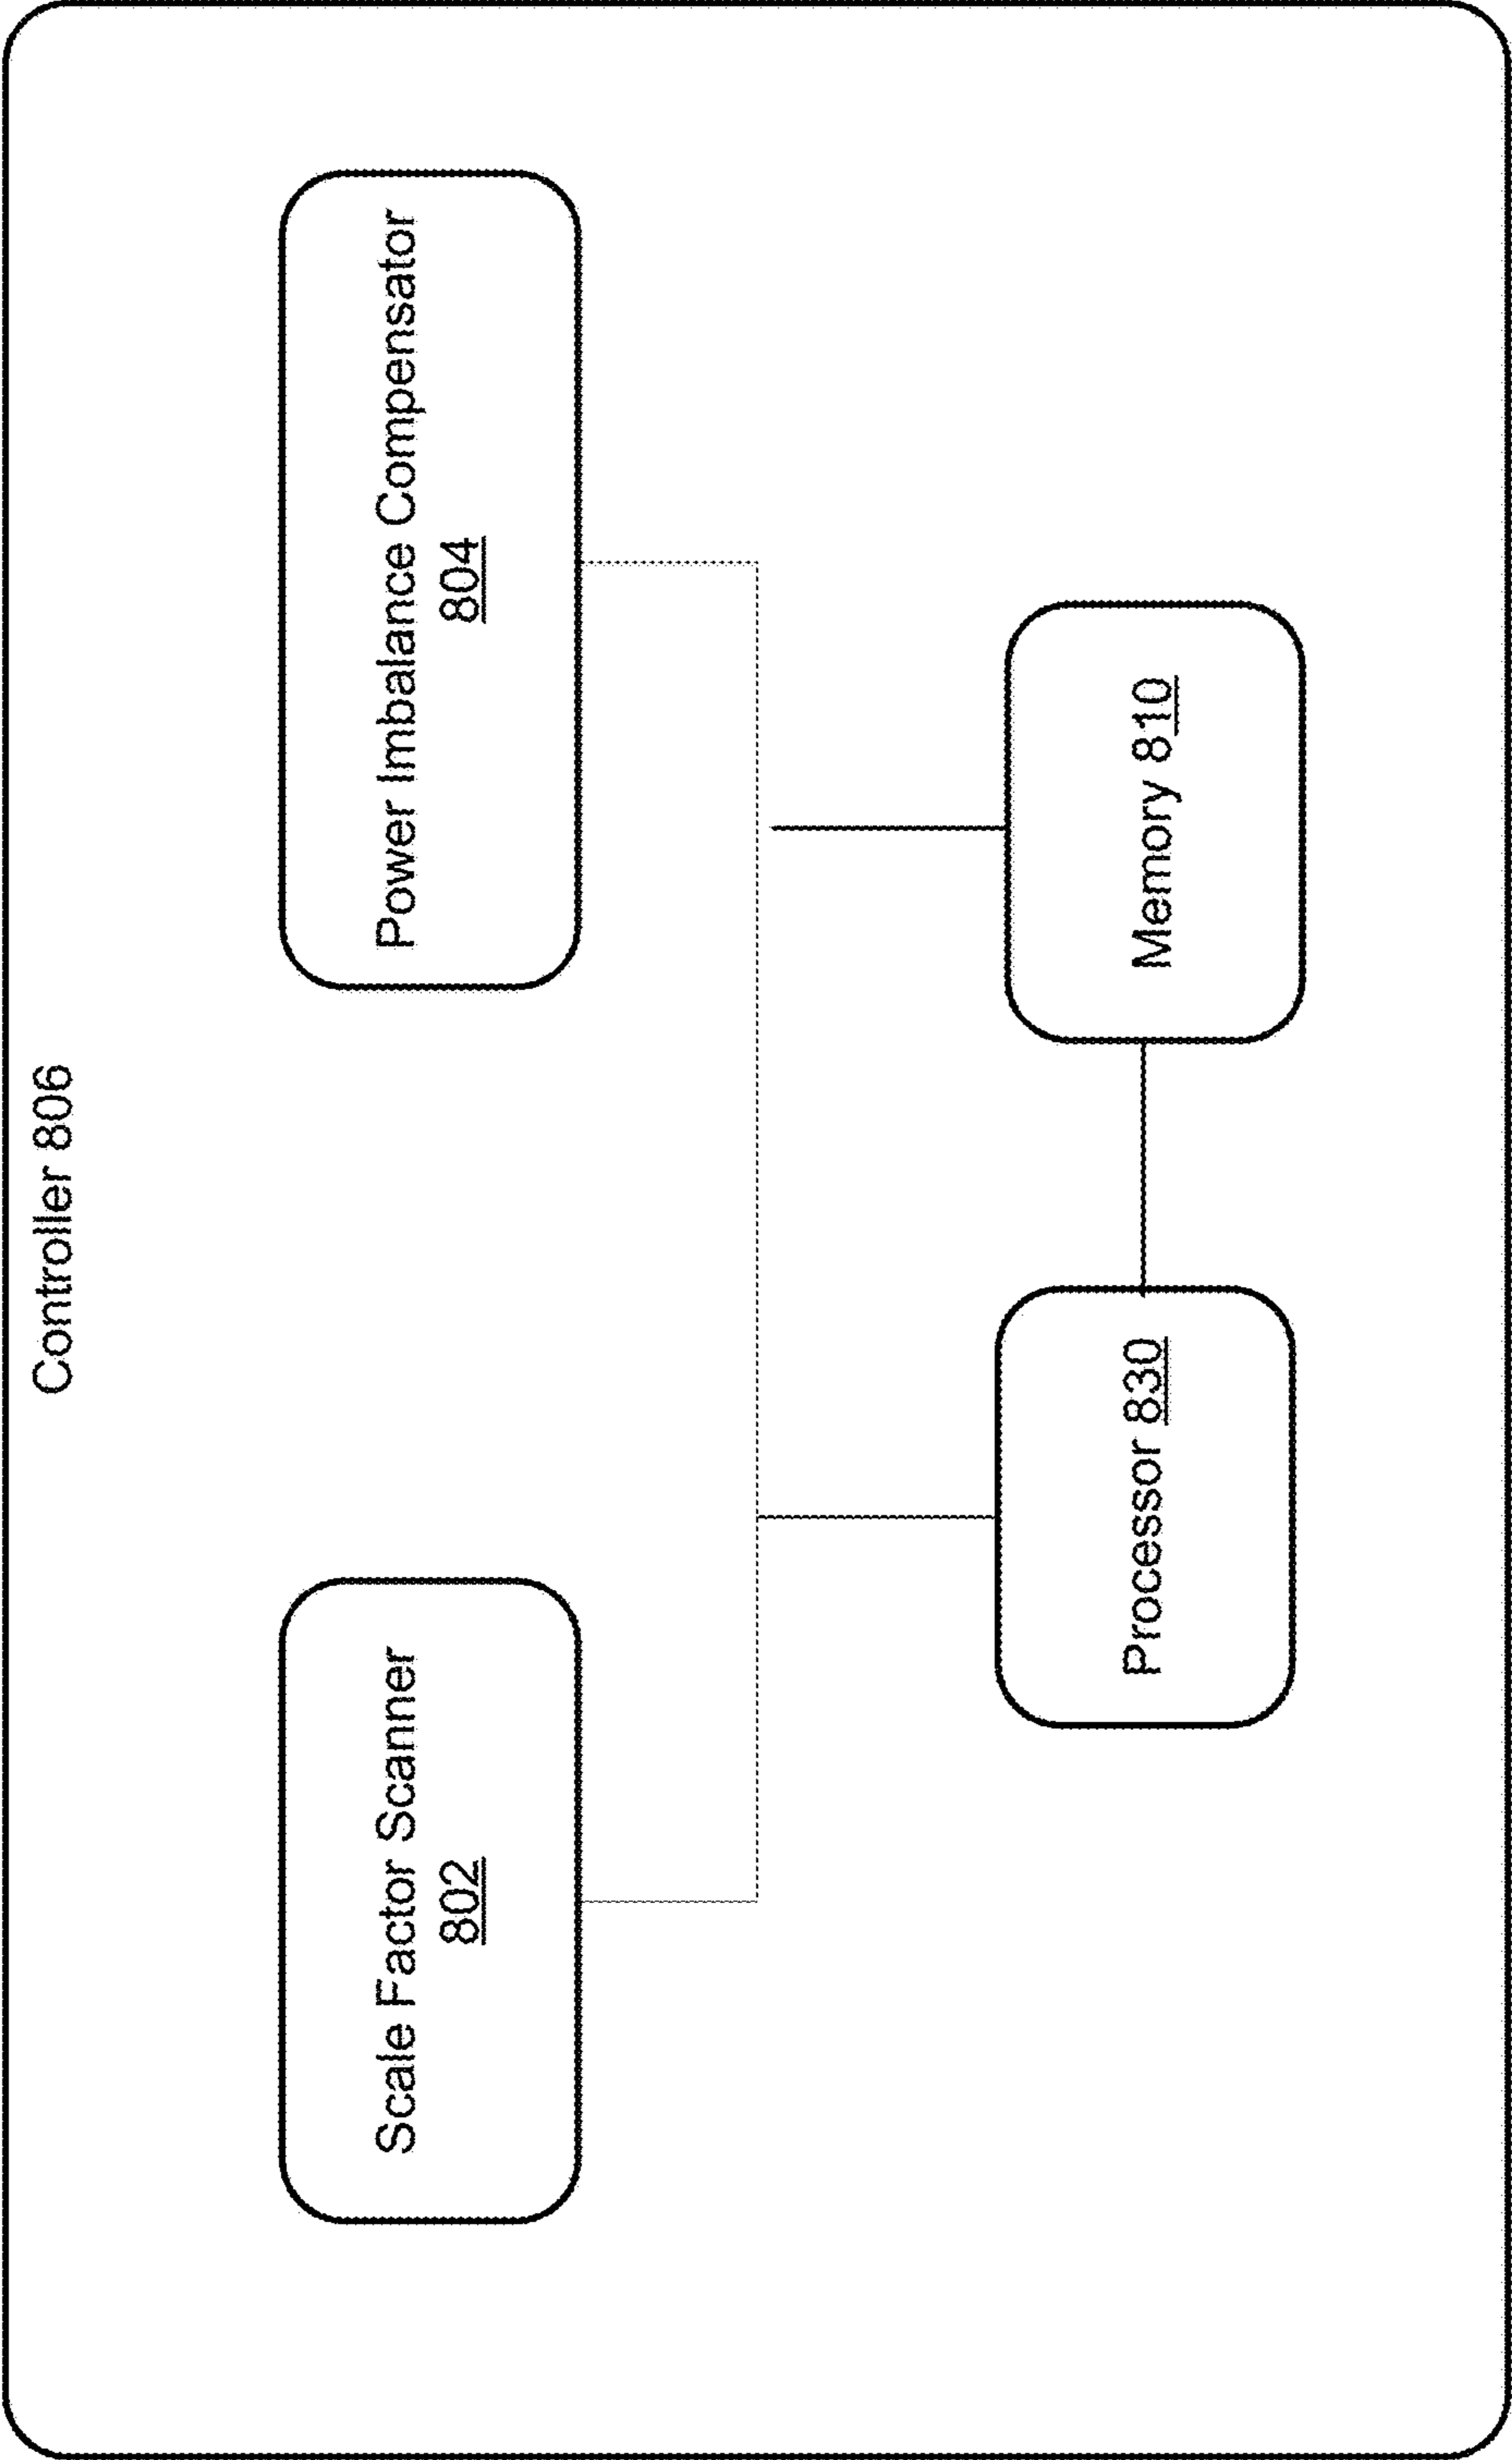 Controller 806
Scale Factor Scanner
802
Power Imbalance Compensator
804
Processor 830
Memory 810